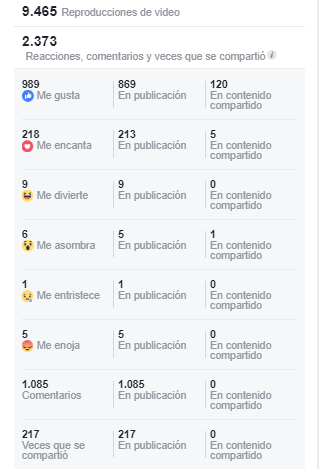 9.465 Reproducciones de video
2.373
Reacciones, comentarios y veces que se compartió i
989 869 120
Me gusta En publicación En contenido
compartido
218 213 5
Me encanta En publicación En contenido
compartido
9 9 0
Me divierte En publicación En contenido
compartido
6 5 1
Me asombra En publicación En contenido
compartido
1 1 0
Me entristece En publicación En contenido
compartido
5 5 0
Me enoja En publicación En contenido
compartido
1.085 1.085 0
Comentarios En publicación En contenido
compartido
217 217 0
Veces que se En publicación En contenido
compartió compartido